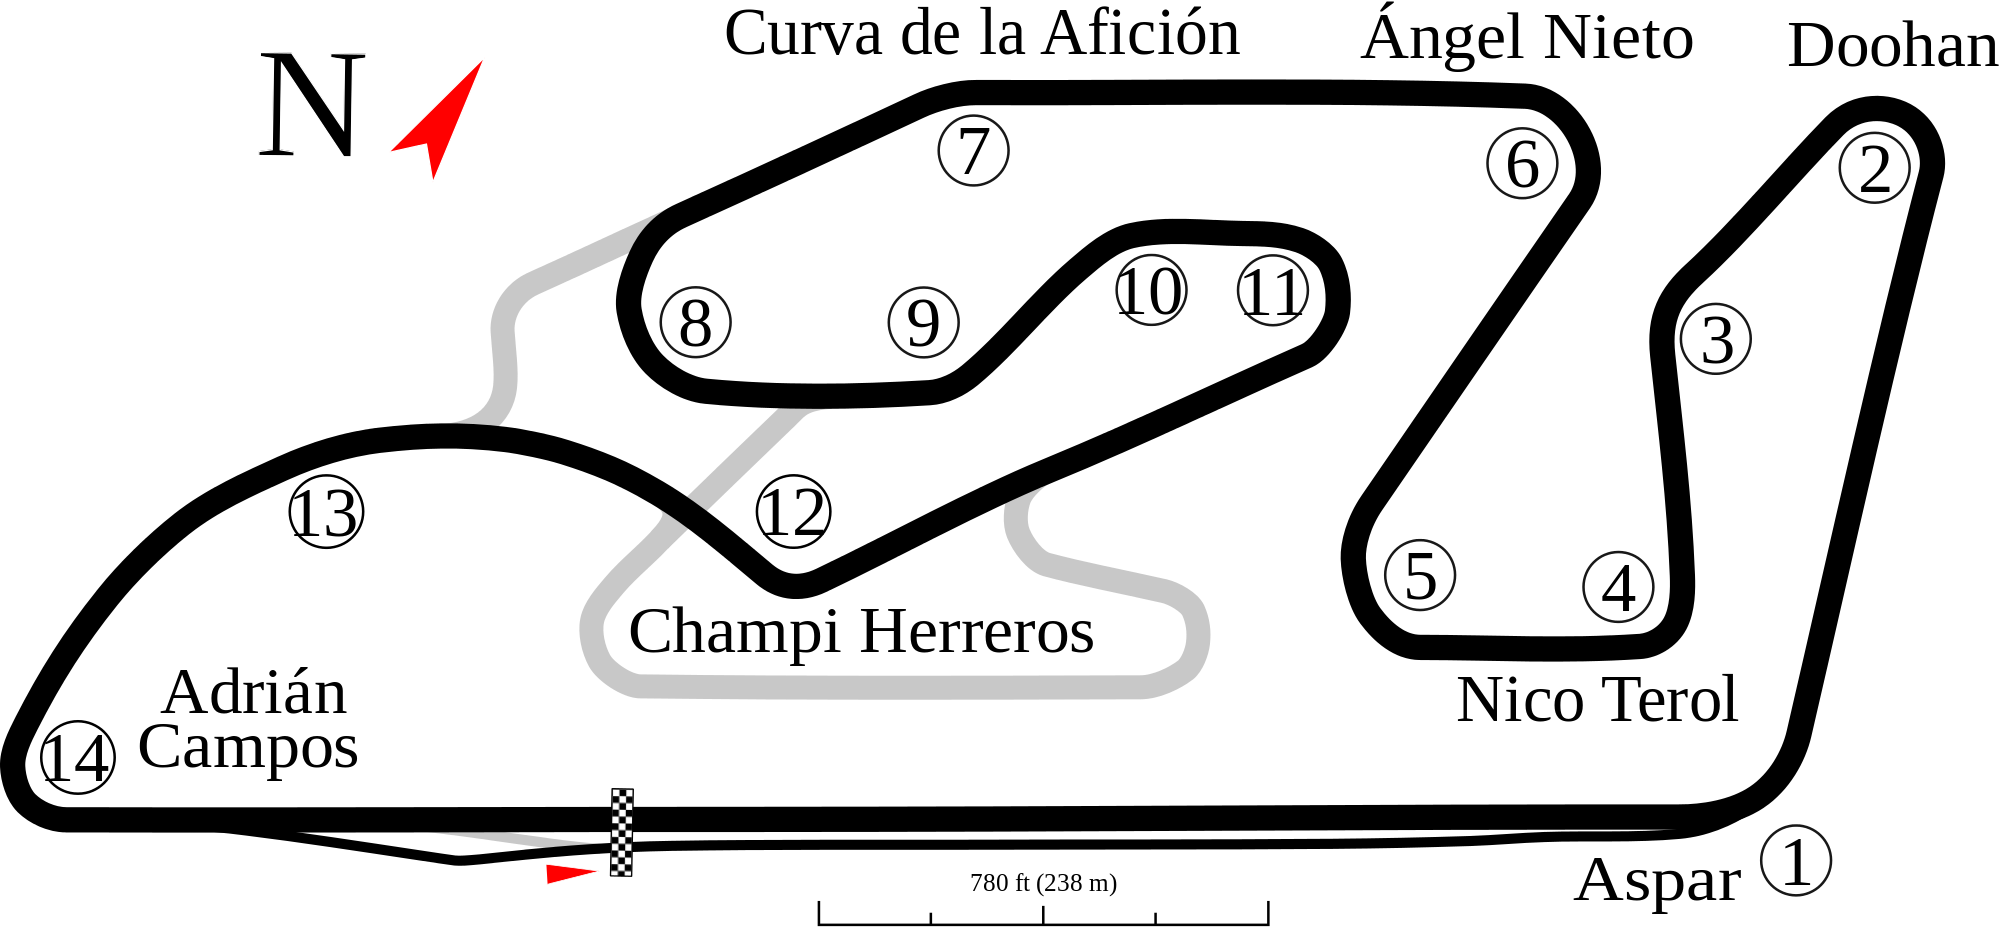 Curva de la Afición
Ángel Nieto
Doohan
N
7
6
2
8
9
10
11
3
13
12
5
4
Champi Herreros
Adrián
Campos
14
Nico Terol
Aspar
1
780 ft (238 m)